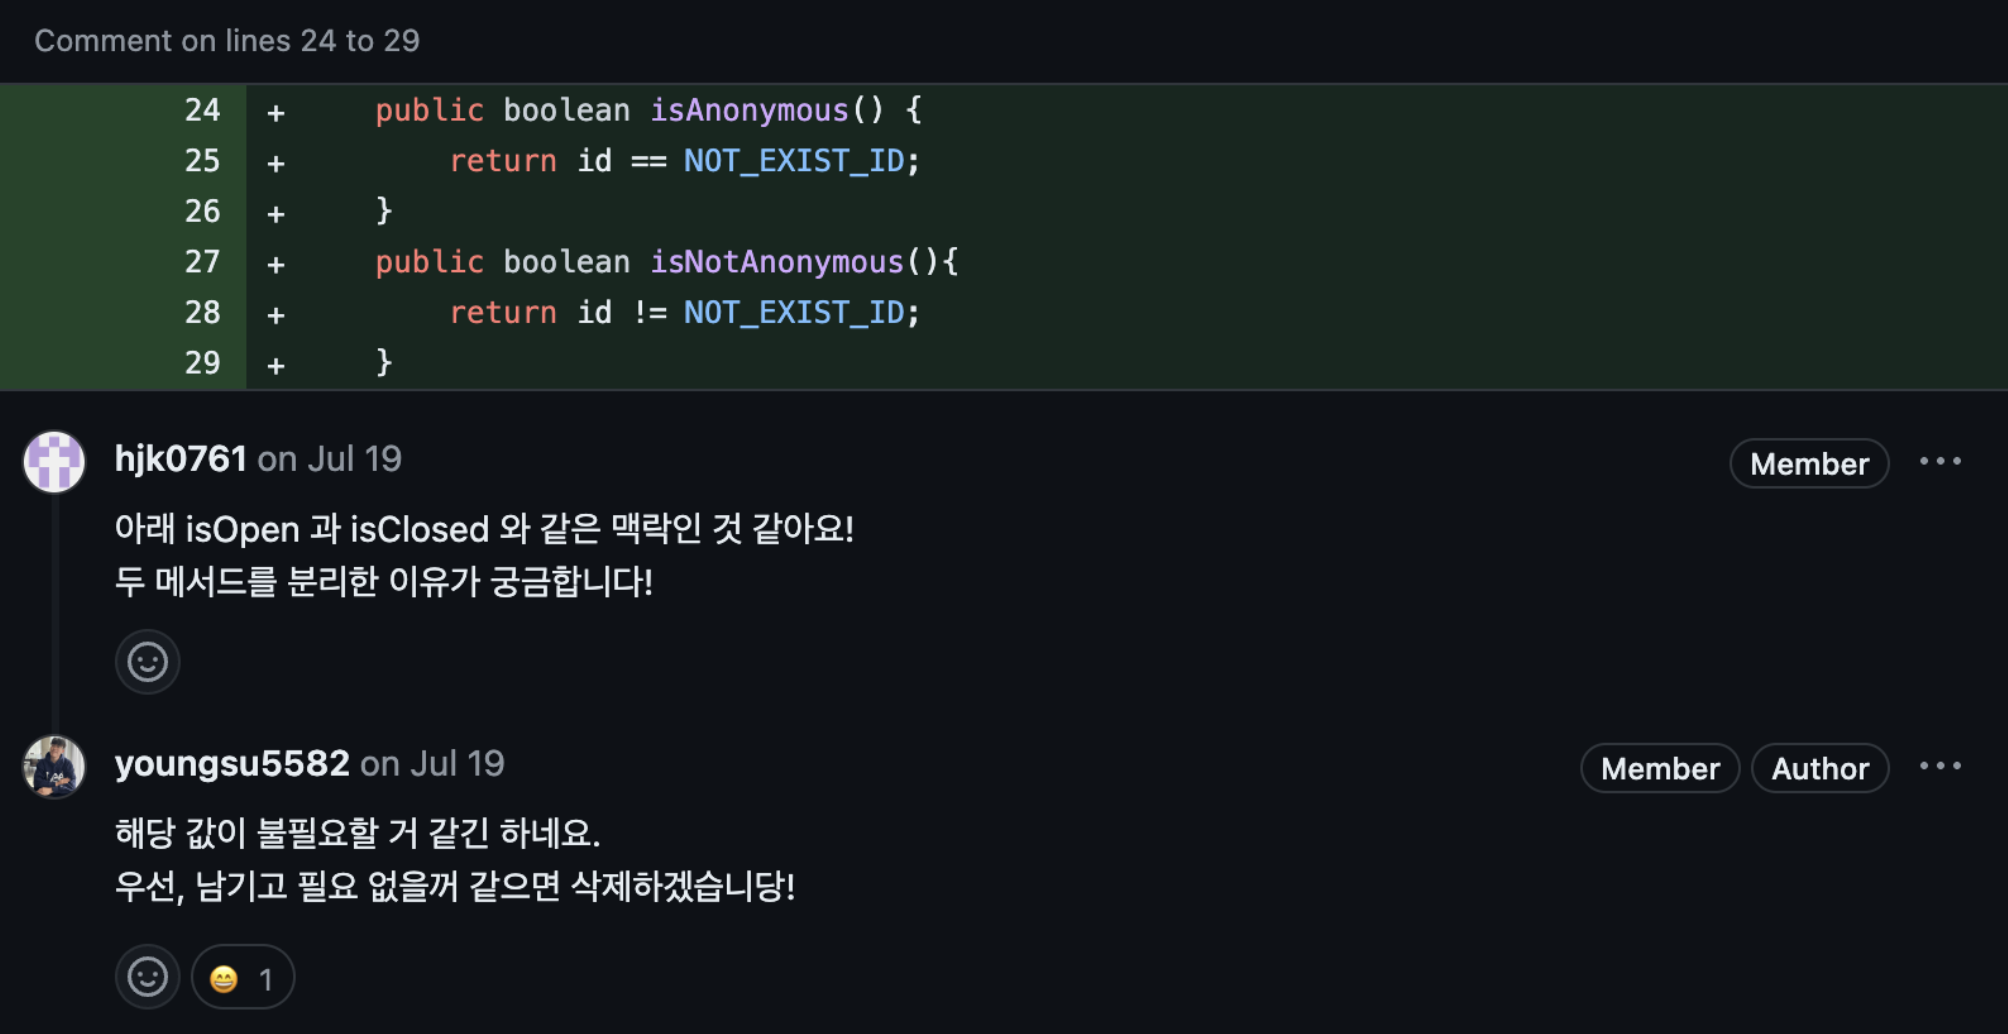 Comment on lines 24 to 29
24 + public boolean isAnonymous() {
25 + return id == NOT_EXIST_ID;
26 + }
27 + public boolean isNotAnonymous(){
28 + return id != NOT_EXIST_ID;
29 + }
hjk0761 on Jul 19 Member
아래 isOpen 과 isClosed 와 같은 맥락인 것 같아요!
두 메서드를 분리한 이유가 궁금합니다!
youngsu5582 on Jul 19 Member Author
해당 값이 불필요할 거 같긴 하네요.
우선, 남기고 필요 없을꺼 같으면 삭제하겠습니당!
😄 1